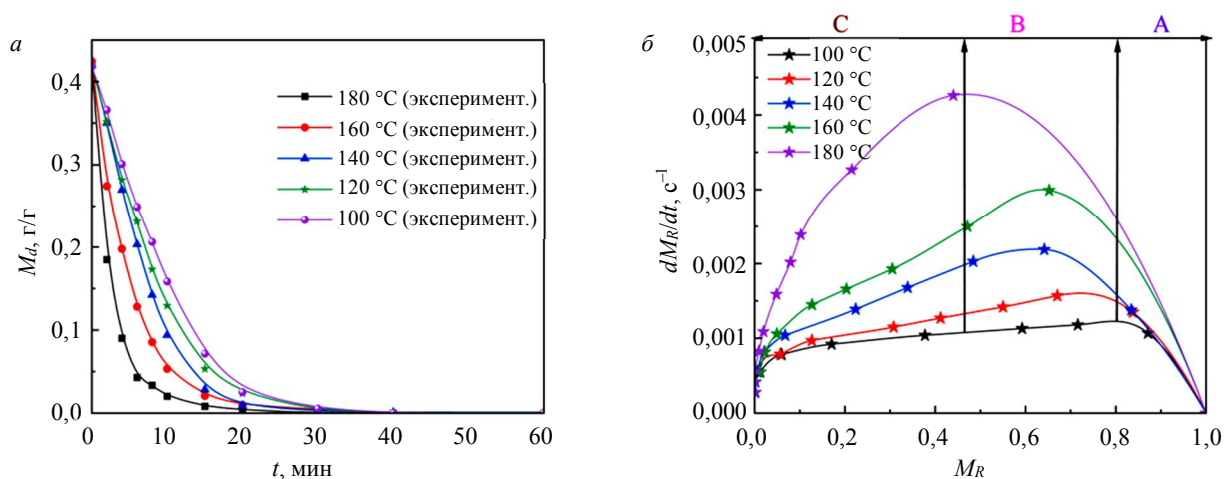 а
0,4
0,3
0,2
0,1
0,0
M_d, г/г
180 °C (эксперимент.)
160 °C (эксперимент.)
140 °C (эксперимент.)
120 °C (эксперимент.)
100 °C (эксперимент.)
0 10 20 30 40 50 60
t, мин
б
C B A
0,005
0,004
0,003
0,002
0,001
0,000
dM_R/dt, с⁻¹
100 °C
120 °C
140 °C
160 °C
180 °C
0,0 0,2 0,4 0,6 0,8 1,0
M_R